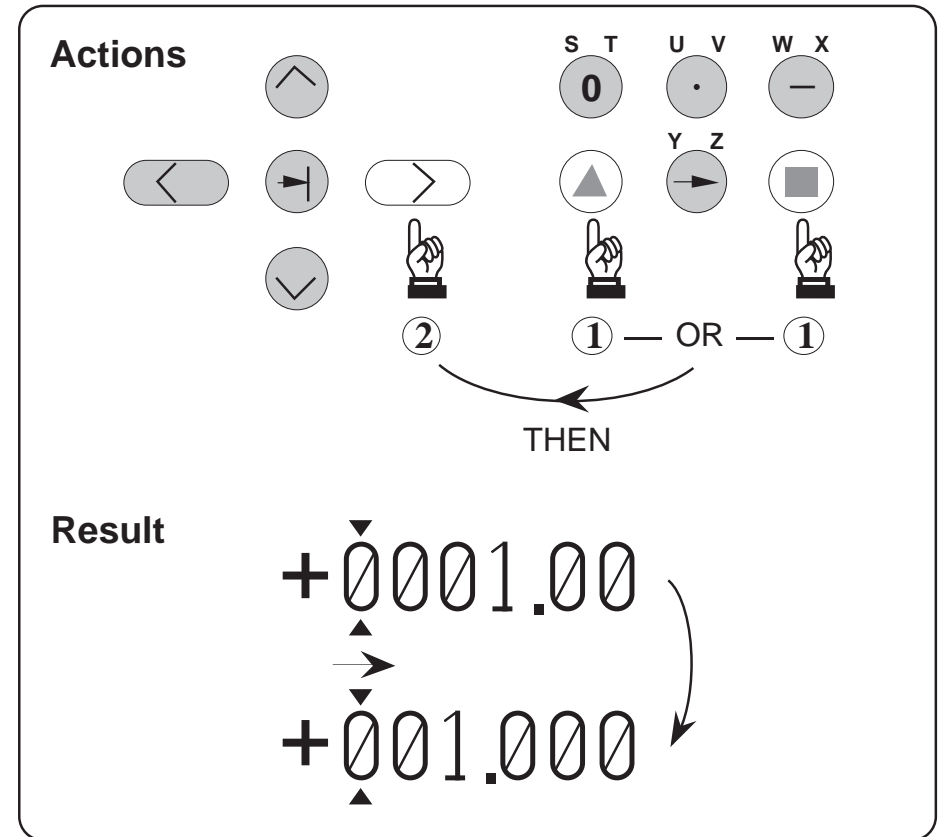 Actions
S T U V W X
0 . –
Y Z
2 1 — OR — 1
THEN
Result
+0001.00
+001.000